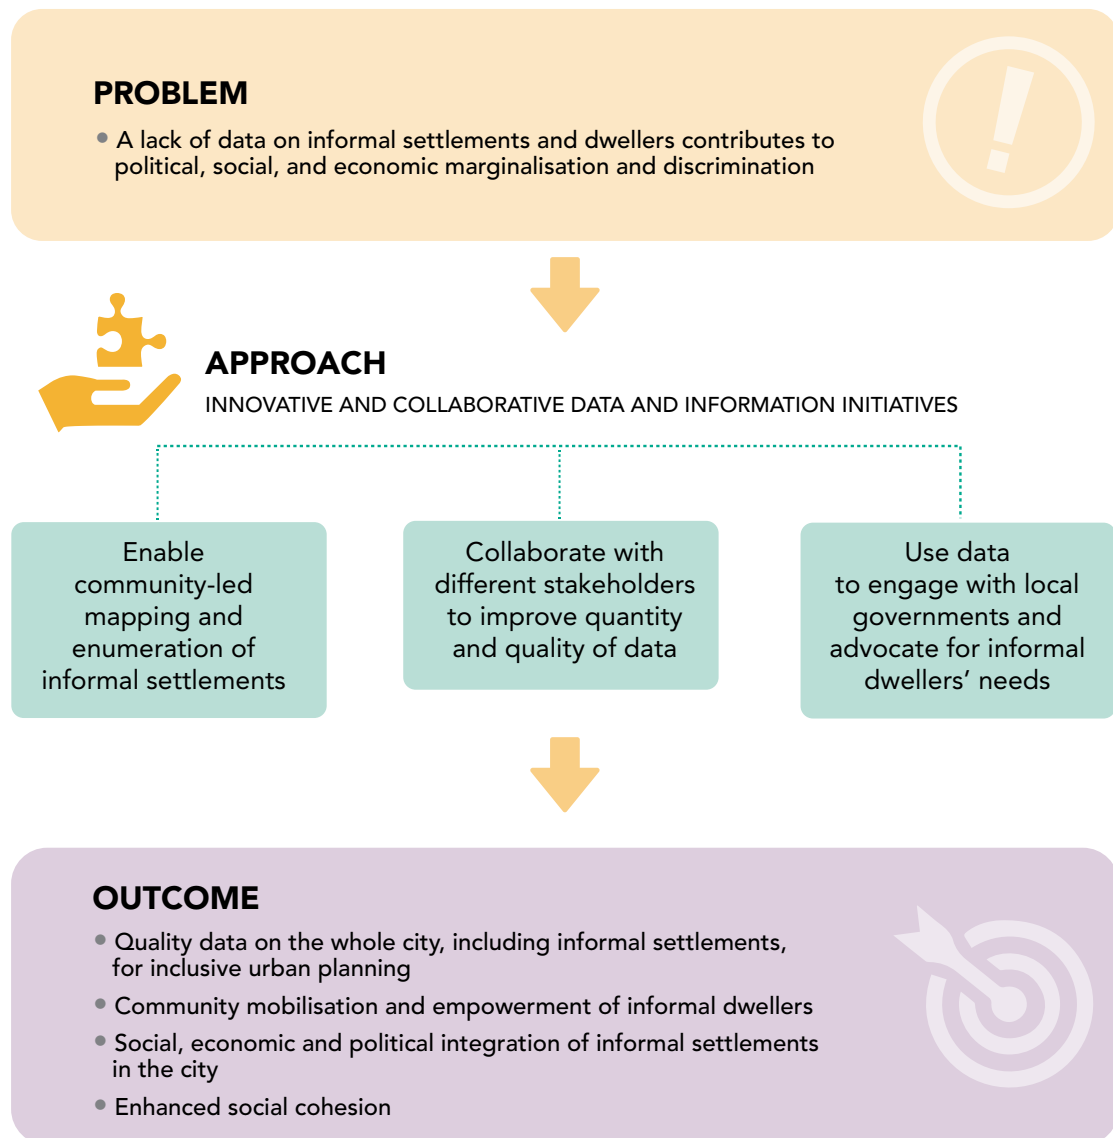 PROBLEM
• A lack of data on informal settlements and dwellers contributes to
political, social, and economic marginalisation and discrimination
APPROACH
INNOVATIVE AND COLLABORATIVE DATA AND INFORMATION INITIATIVES
Enable
community-led
mapping and
enumeration of
informal settlements
Collaborate with
different stakeholders
to improve quantity
and quality of data
Use data
to engage with local
governments and
advocate for informal
dwellers’ needs
OUTCOME
• Quality data on the whole city, including informal settlements,
for inclusive urban planning
• Community mobilisation and empowerment of informal dwellers
• Social, economic and political integration of informal settlements
in the city
• Enhanced social cohesion